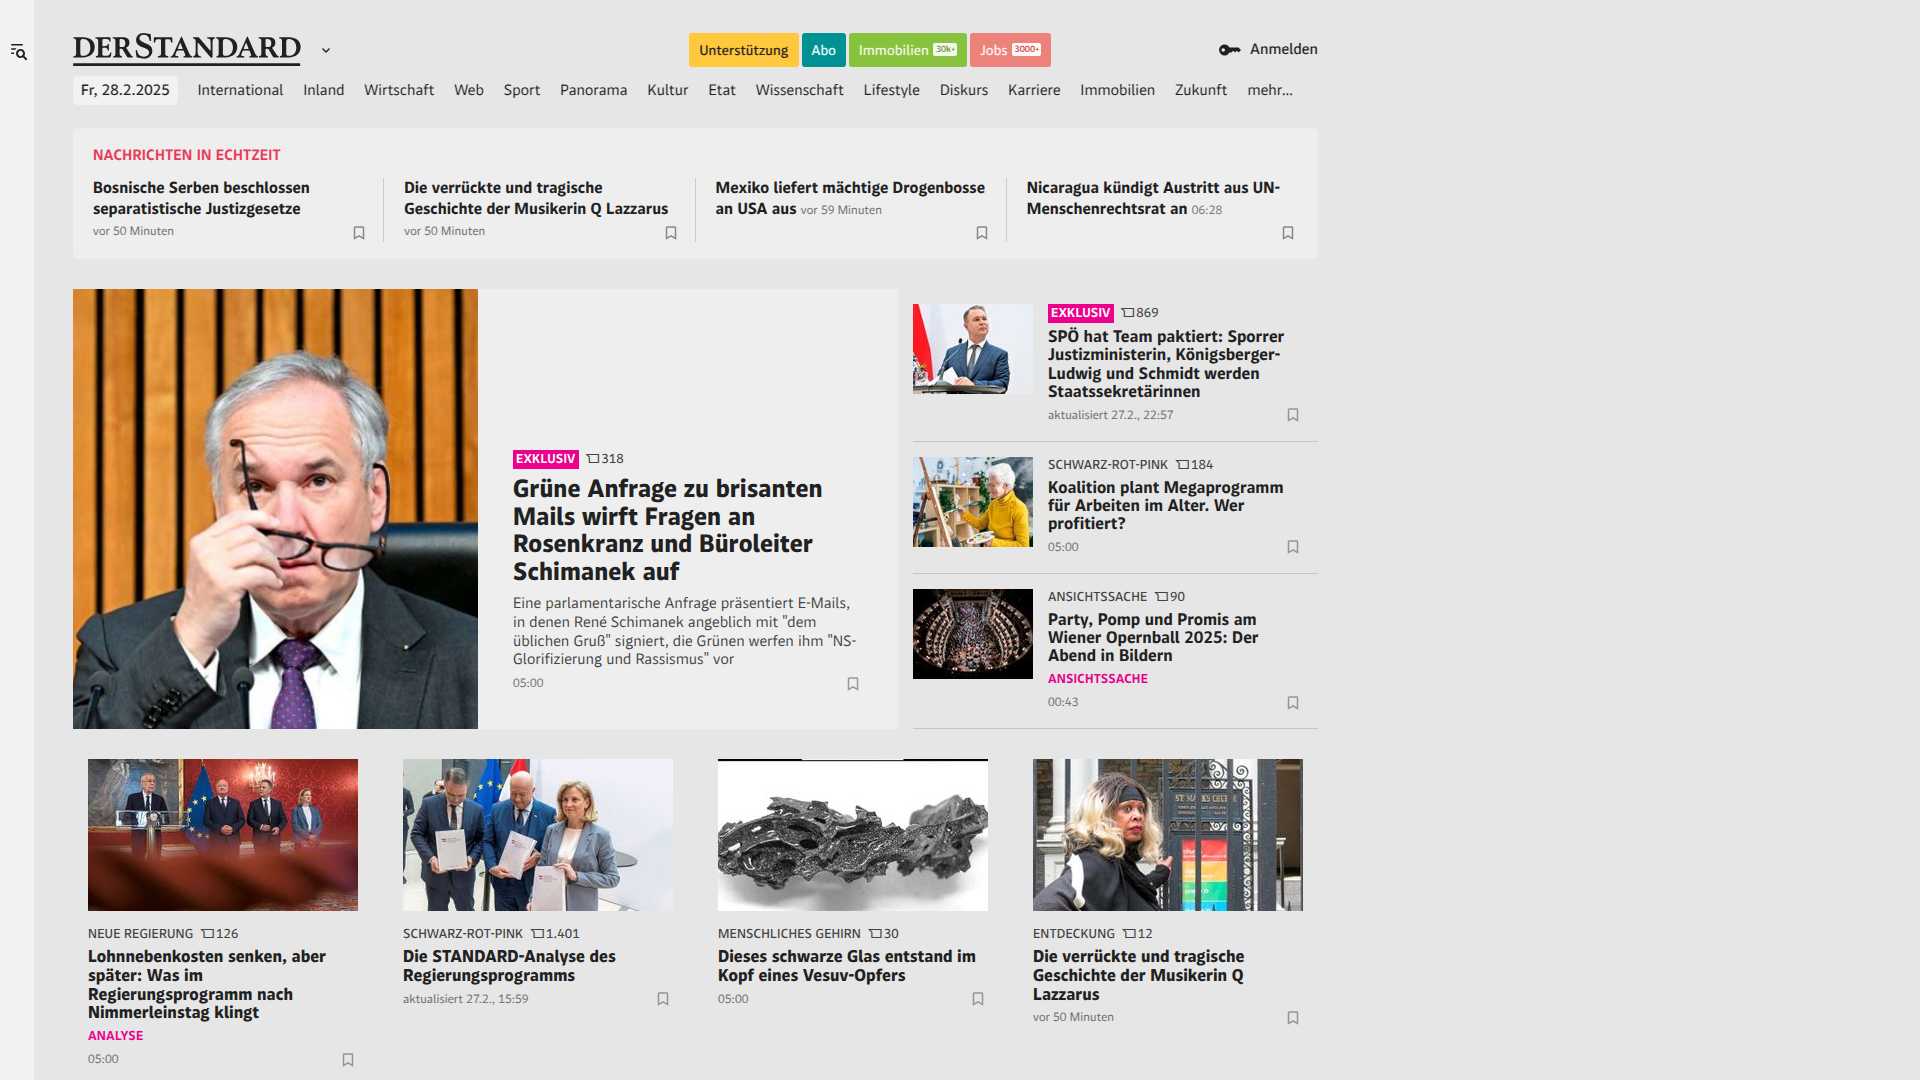 DERSTANDARD
Unterstützung
Abo
Immobilien 30k+
Jobs 3000+
Anmelden
Fr, 28.2.2025
International
Inland
Wirtschaft
Web
Sport
Panorama
Kultur
Etat
Wissenschaft
Lifestyle
Diskurs
Karriere
Immobilien
Zukunft
mehr...
NACHRICHTEN IN ECHTZEIT
Bosnische Serben beschlossen
separatistische Justizgesetze
vor 50 Minuten
Die verrückte und tragische
Geschichte der Musikerin Q Lazzarus
vor 50 Minuten
Mexiko liefert mächtige Drogenbosse
an USA aus vor 59 Minuten
Nicaragua kündigt Austritt aus UN-
Menschenrechtsrat an 06:28
EXKLUSIV 318
Grüne Anfrage zu brisanten
Mails wirft Fragen an
Rosenkranz und Büroleiter
Schimanek auf
Eine parlamentarische Anfrage präsentiert E-Mails,
in denen René Schimanek angeblich mit "dem
üblichen Gruß" signiert, die Grünen werfen ihm "NS-
Glorifizierung und Rassismus" vor
05:00
EXKLUSIV 869
SPÖ hat Team paktiert: Sporrer
Justizministerin, Königsberger-
Ludwig und Schmidt werden
Staatssekretärinnen
aktualisiert 27.2., 22:57
SCHWARZ-ROT-PINK 184
Koalition plant Megaprogramm
für Arbeiten im Alter. Wer
profitiert?
05:00
ANSICHTSSACHE 90
Party, Pomp und Promis am
Wiener Opernball 2025: Der
Abend in Bildern
ANSICHTSSACHE
00:43
NEUE REGIERUNG 126
Lohnnebenkosten senken, aber
später: Was im
Regierungsprogramm nach
Nimmerleinstag klingt
ANALYSE
05:00
SCHWARZ-ROT-PINK 1.401
Die STANDARD-Analyse des
Regierungsprogramms
aktualisiert 27.2., 15:59
MENSCHLICHES GEHIRN 30
Dieses schwarze Glas entstand im
Kopf eines Vesuv-Opfers
05:00
ST MARKS CHURCH
ENTDECKUNG 12
Die verrückte und tragische
Geschichte der Musikerin Q
Lazzarus
vor 50 Minuten